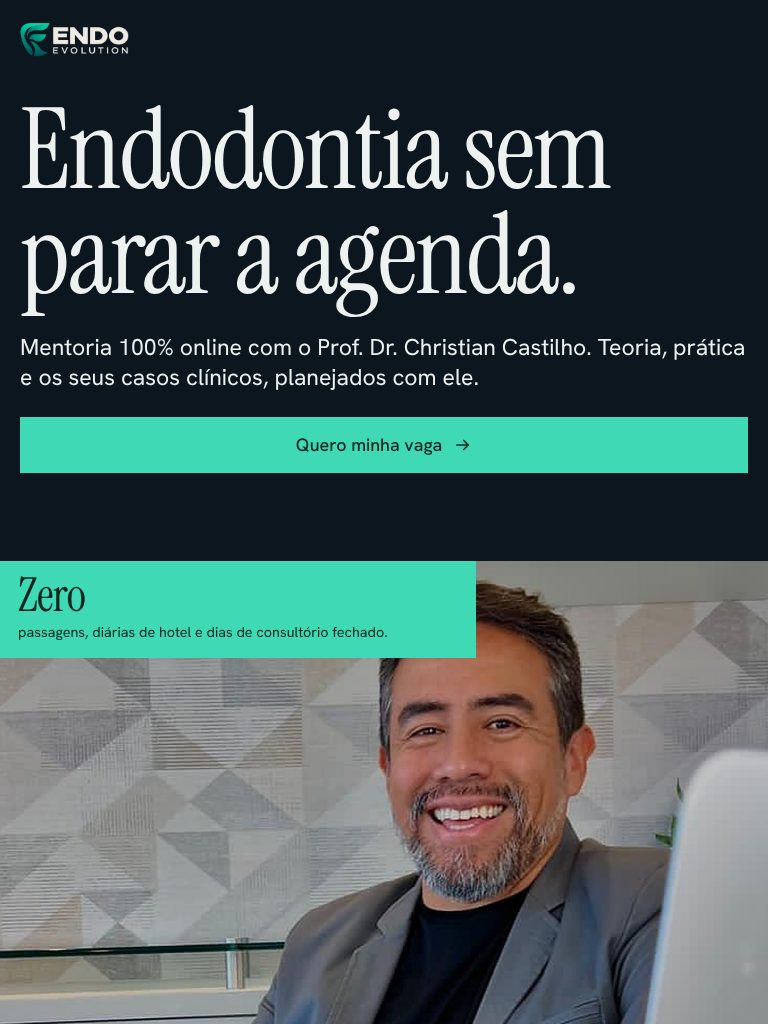 ENDO
EVOLUTION
Endodontia sem
parar a agenda.
Mentoria 100% online com o Prof. Dr. Christian Castilho. Teoria, prática
e os seus casos clínicos, planejados com ele.
Quero minha vaga →
Zero
passagens, diárias de hotel e dias de consultório fechado.